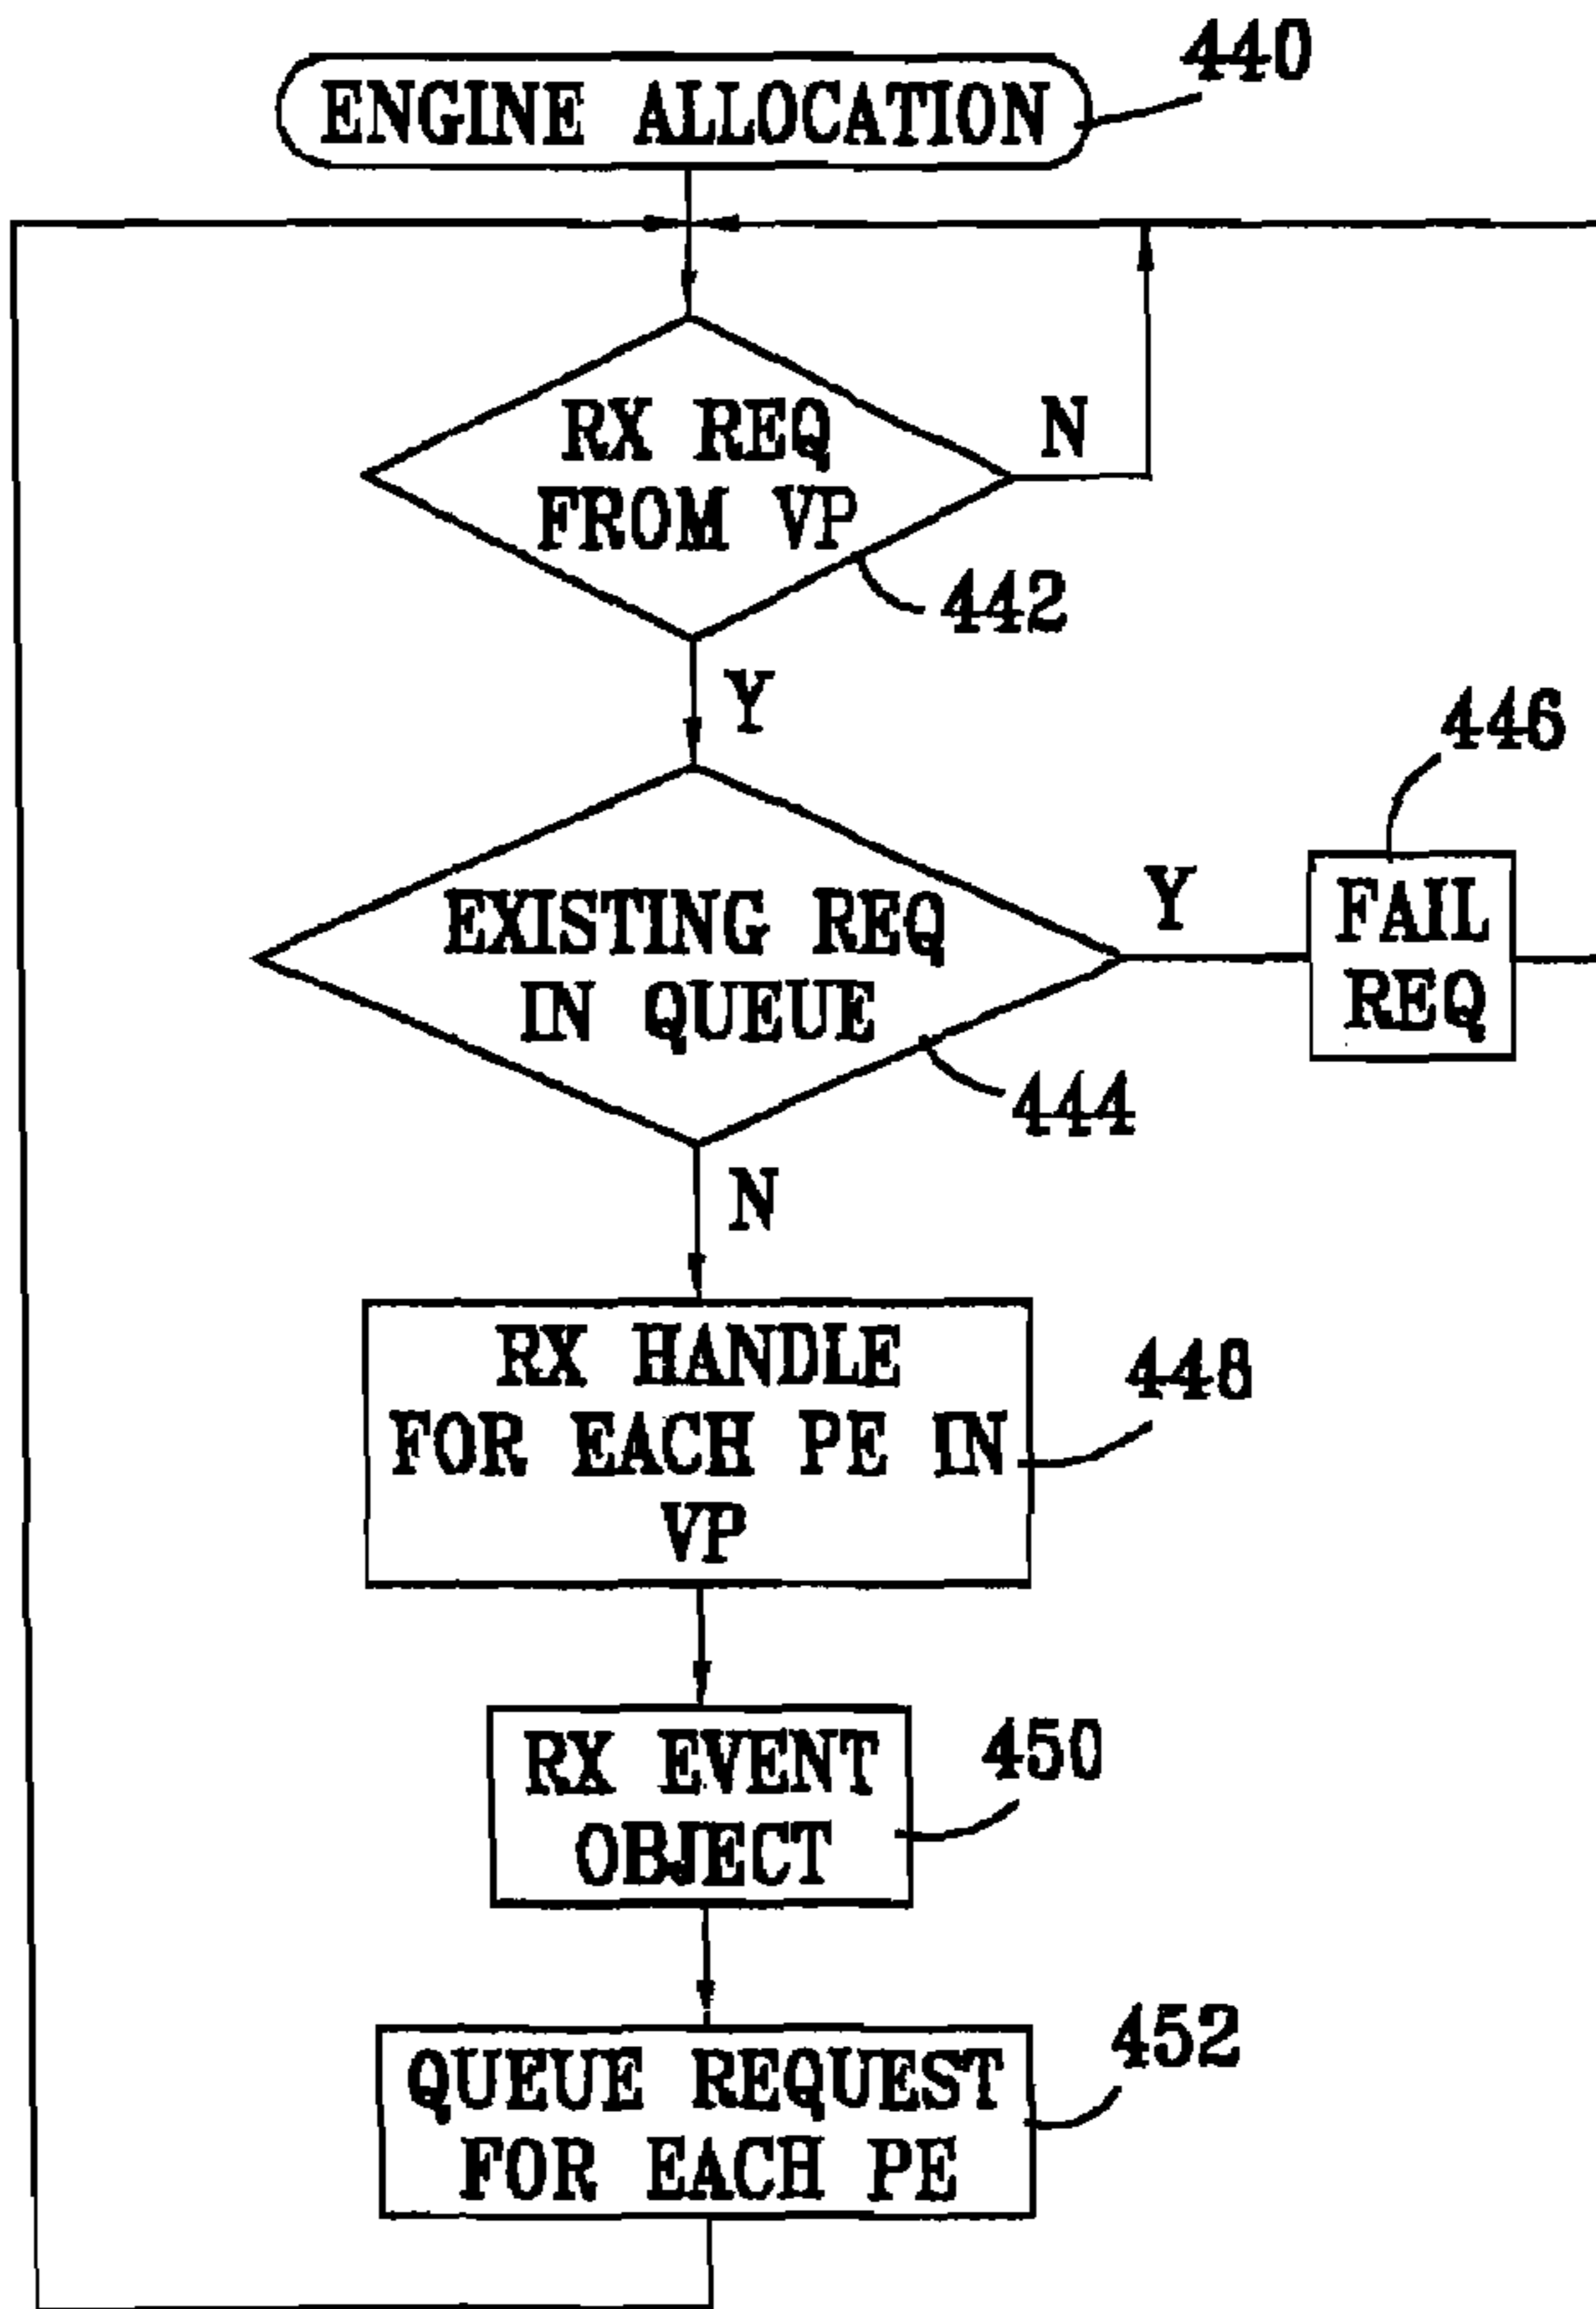 440
ENGINE ALLOCATION
RX REQ
FROM VP
N
442
Y
446
EXISTING REQ
IN QUEUE
Y
FAIL
REQ
444
N
RX HANDLE
FOR EACH PE IN
VP
448
RX EVENT
OBJECT
450
QUEUE REQUEST
FOR EACH PE
452